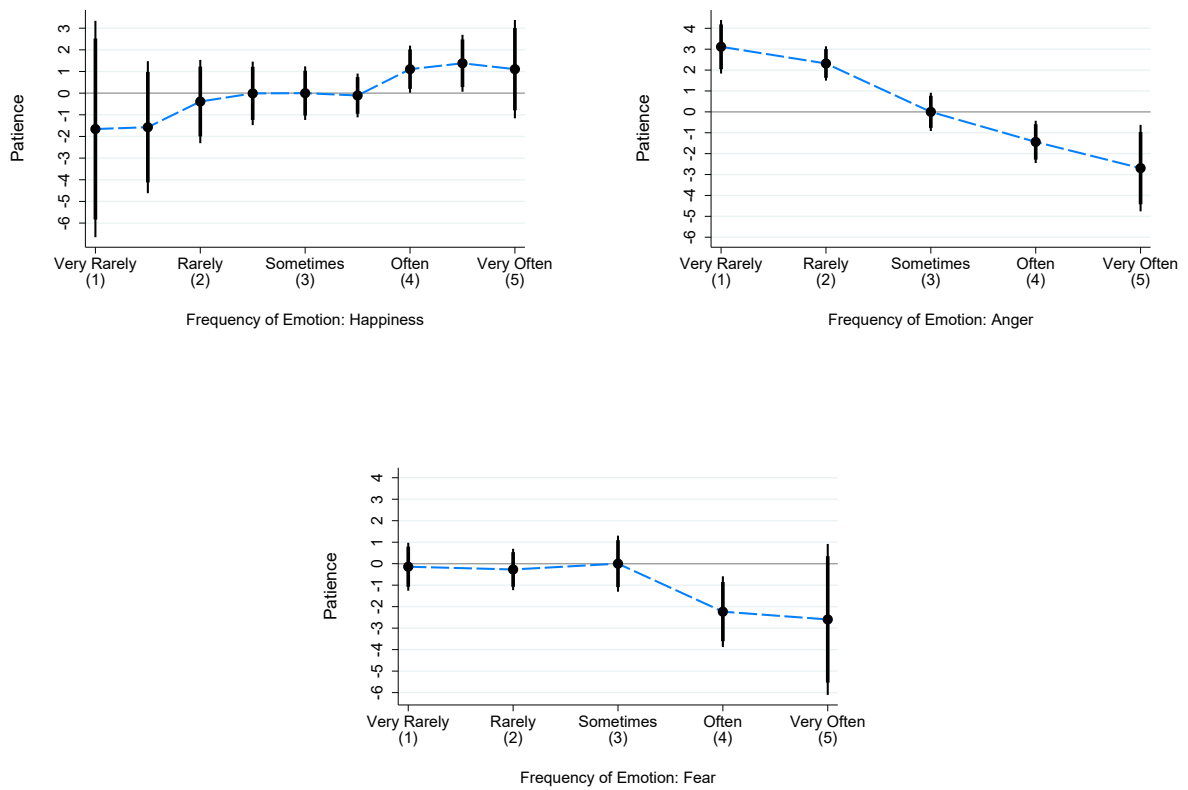 3
2
1
0
-1
-2
-3
-4
-5
-6
Patience
Very Rarely Rarely Sometimes Often Very Often
(1) (2) (3) (4) (5)
Frequency of Emotion: Happiness
4
3
2
1
0
-1
-2
-3
-4
-5
-6
Patience
Very Rarely Rarely Sometimes Often Very Often
(1) (2) (3) (4) (5)
Frequency of Emotion: Anger
4
3
2
1
0
-1
-2
-3
-4
-5
-6
Patience
Very Rarely Rarely Sometimes Often Very Often
(1) (2) (3) (4) (5)
Frequency of Emotion: Fear